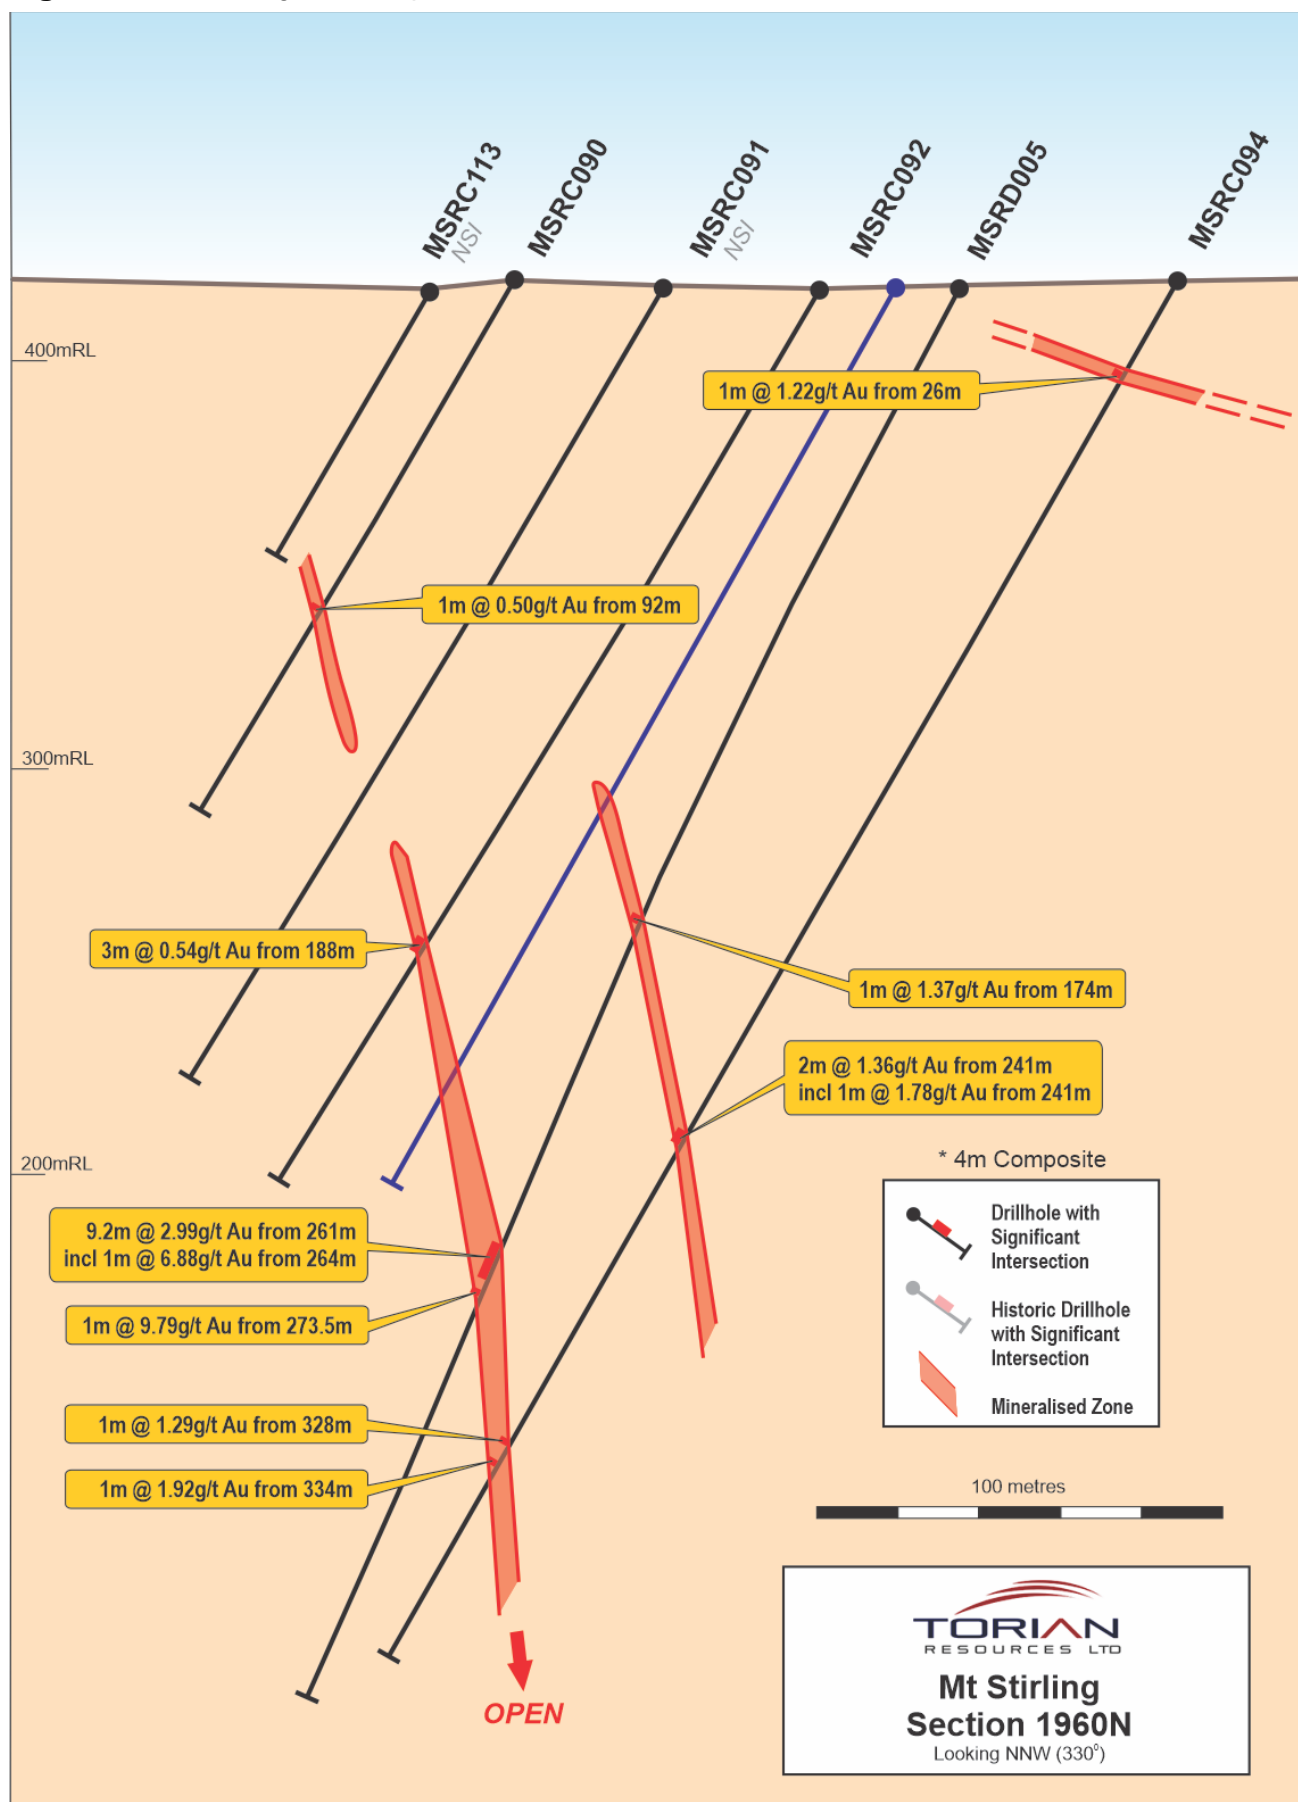 MSRC113
NSI
MSRC090
MSRC091
NSI
MSRC092
MSRD005
MSRC094
400mRL
1m @ 1.22g/t Au from 26m
1m @ 0.50g/t Au from 92m
300mRL
3m @ 0.54g/t Au from 188m
1m @ 1.37g/t Au from 174m
2m @ 1.36g/t Au from 241m
incl 1m @ 1.78g/t Au from 241m
200mRL
9.2m @ 2.99g/t Au from 261m
incl 1m @ 6.88g/t Au from 264m
1m @ 9.79g/t Au from 273.5m
1m @ 1.29g/t Au from 328m
1m @ 1.92g/t Au from 334m
OPEN
* 4m Composite
Drillhole with
Significant
Intersection
Historic Drillhole
with Significant
Intersection
Mineralised Zone
100 metres
TORIAN
RESOURCES LTD
Mt Stirling
Section 1960N
Looking NNW (330⁰)